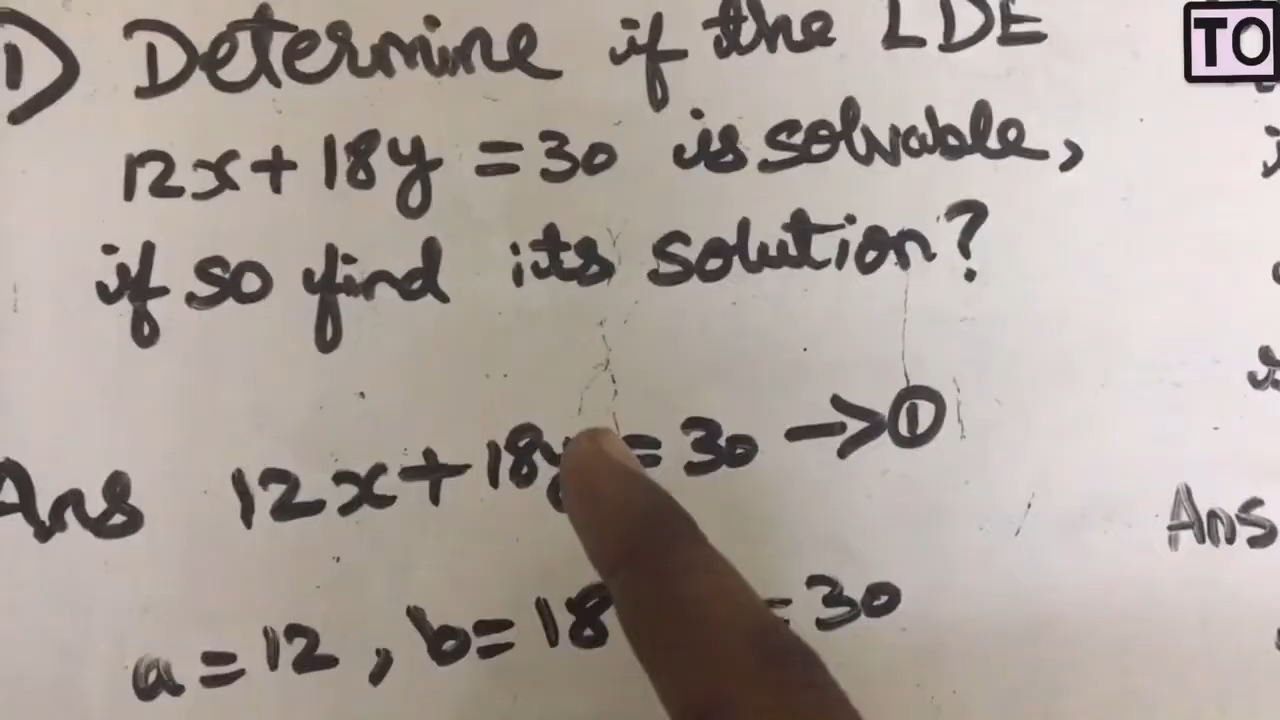 1) Determine if the LDE
12x + 18y = 30 is solvable,
if so find its solution?
Ans 12x + 18y = 30 → ①
a = 12 , b = 18 = 30
TO
Ans